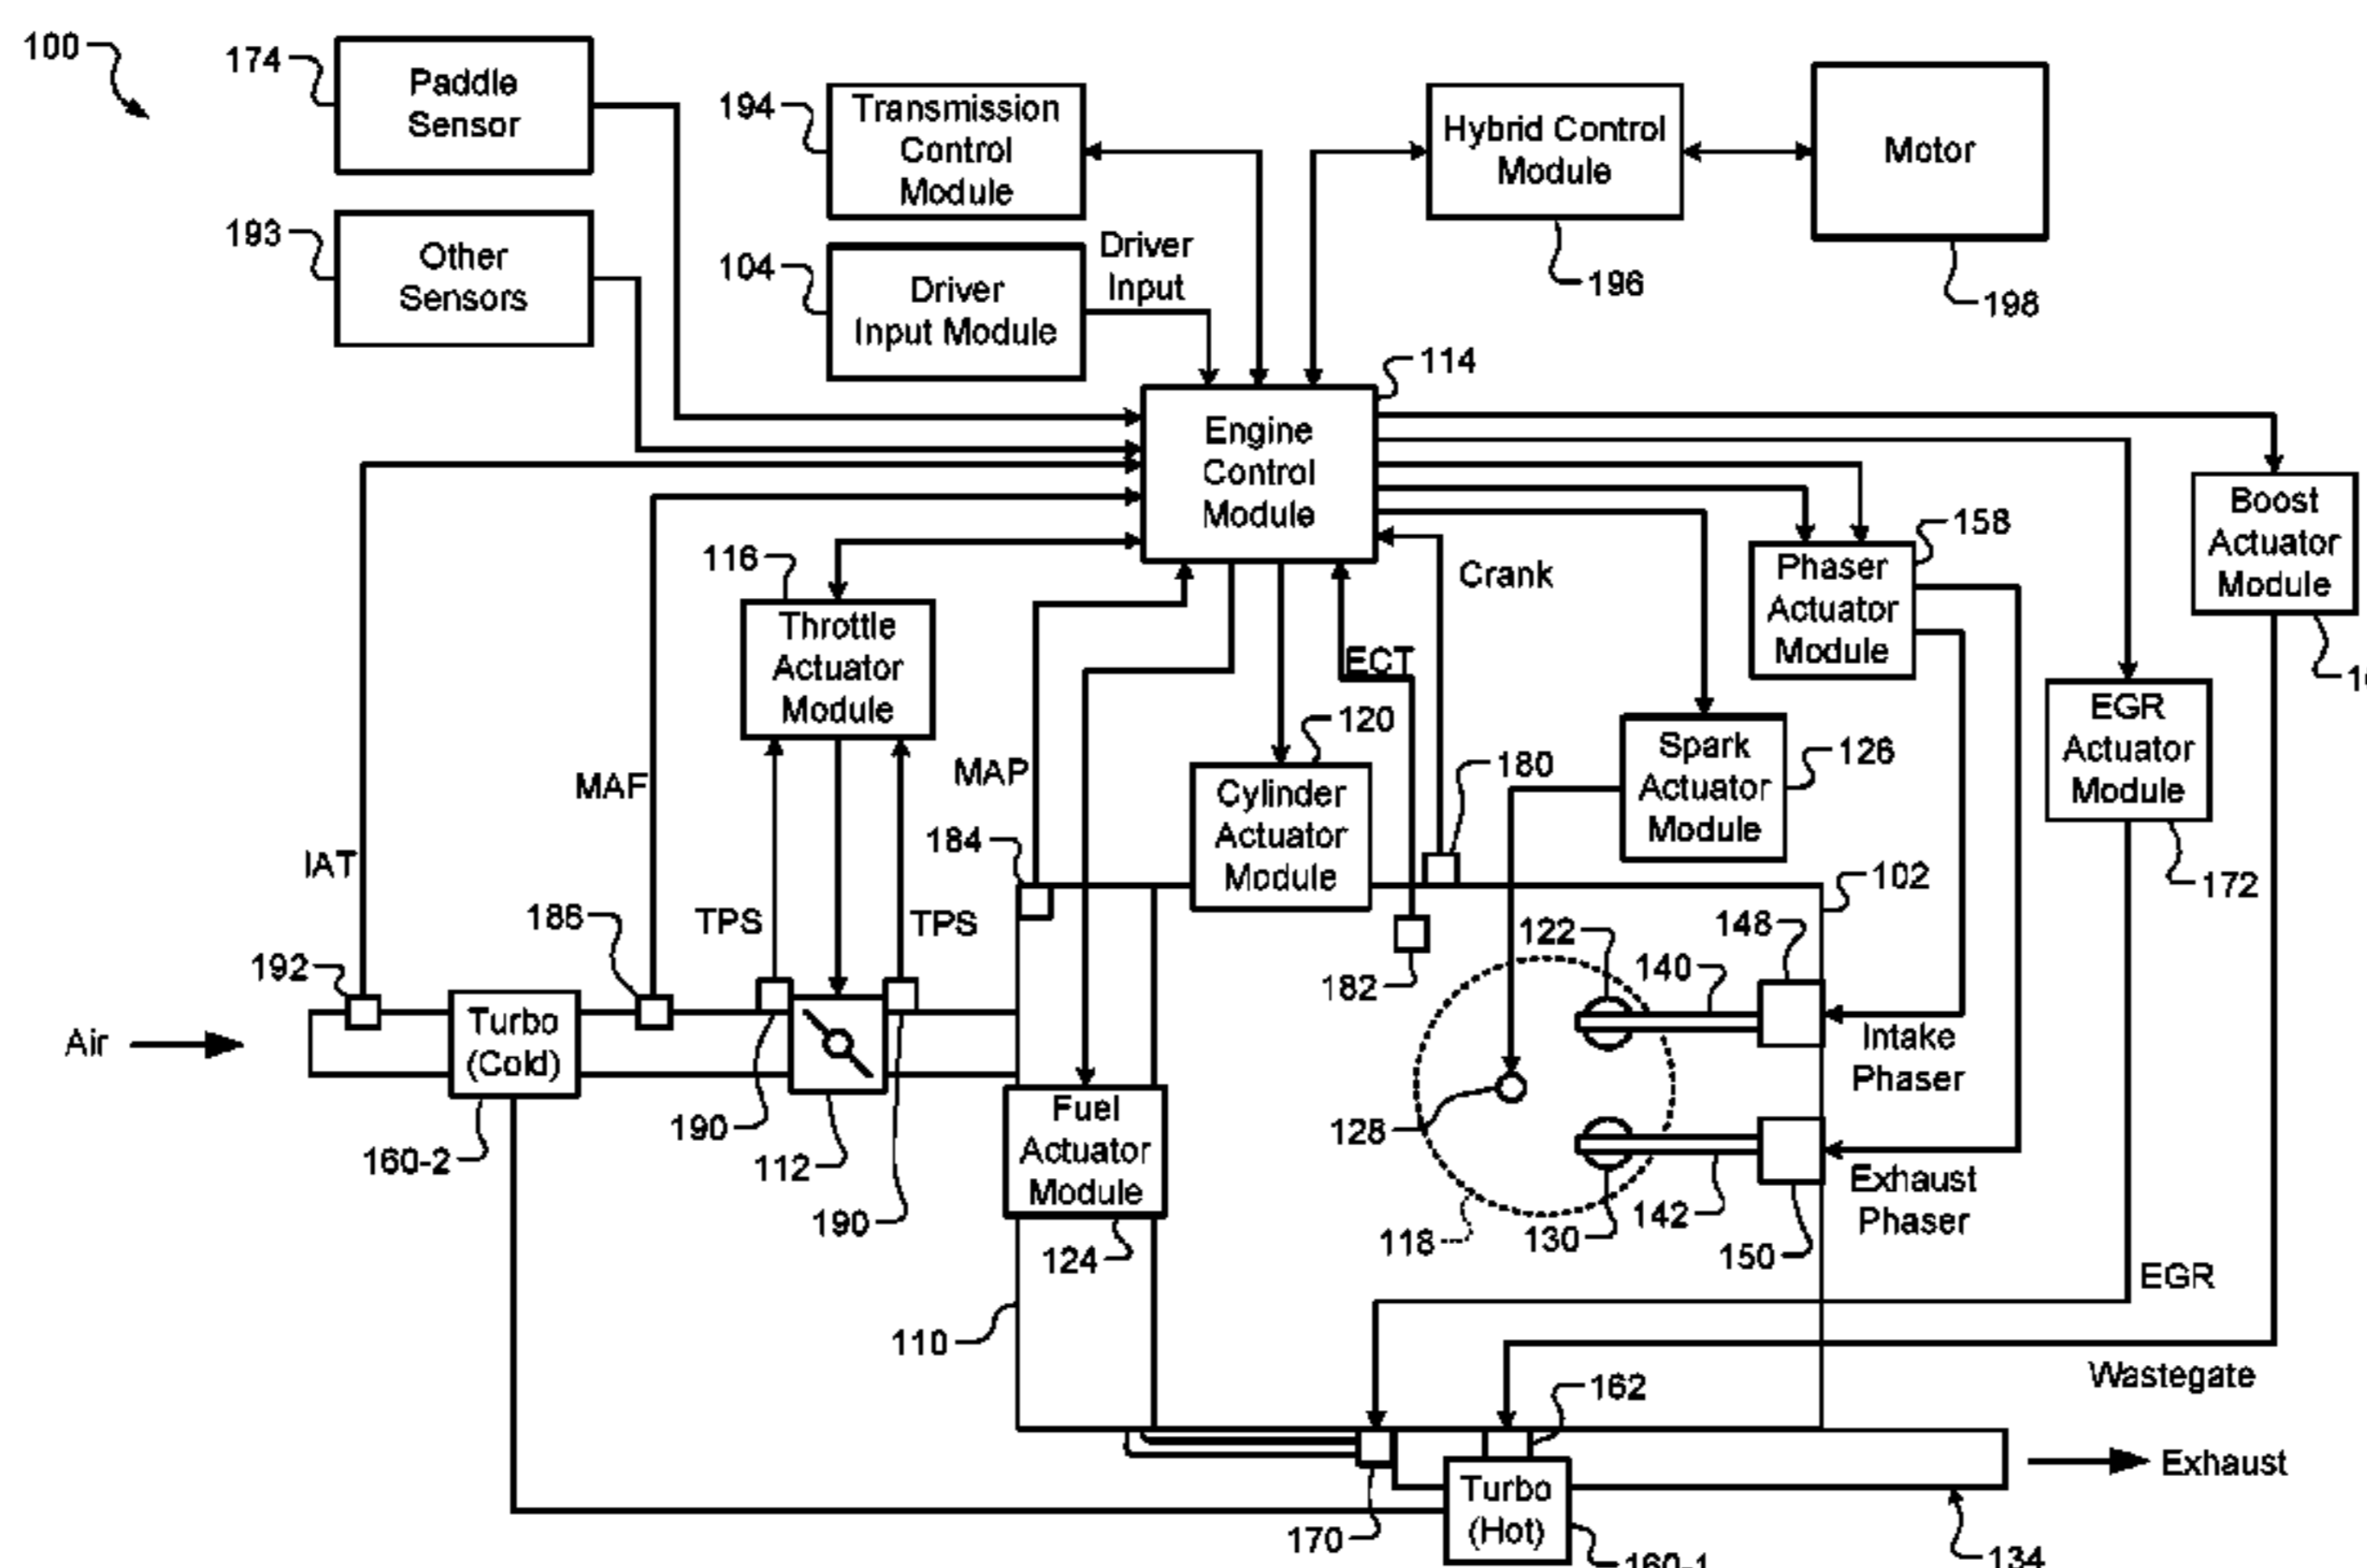 100
174
Paddle
Sensor
194
Transmission
Control
Module
Hybrid Control
Module
196
Motor
198
193
Other
Sensors
104
Driver
Input Module
Driver
Input
114
Engine
Control
Module
116
Throttle
Actuator
Module
Crank
ECT
158
Phaser
Actuator
Module
Boost
Actuator
Module
EGR
Actuator
Module
172
120
Cylinder
Actuator
Module
180
Spark
Actuator
Module
126
MAP
MAF
IAT
TPS
TPS
184
186
192
102
148
122
140
182
Air
Turbo
(Cold)
160-2
190
112
190
Fuel
Actuator
Module
124
128
118
130
142
150
Intake
Phaser
Exhaust
Phaser
EGR
110
Wastegate
162
Exhaust
Turbo
(Hot)
170
160-1
134